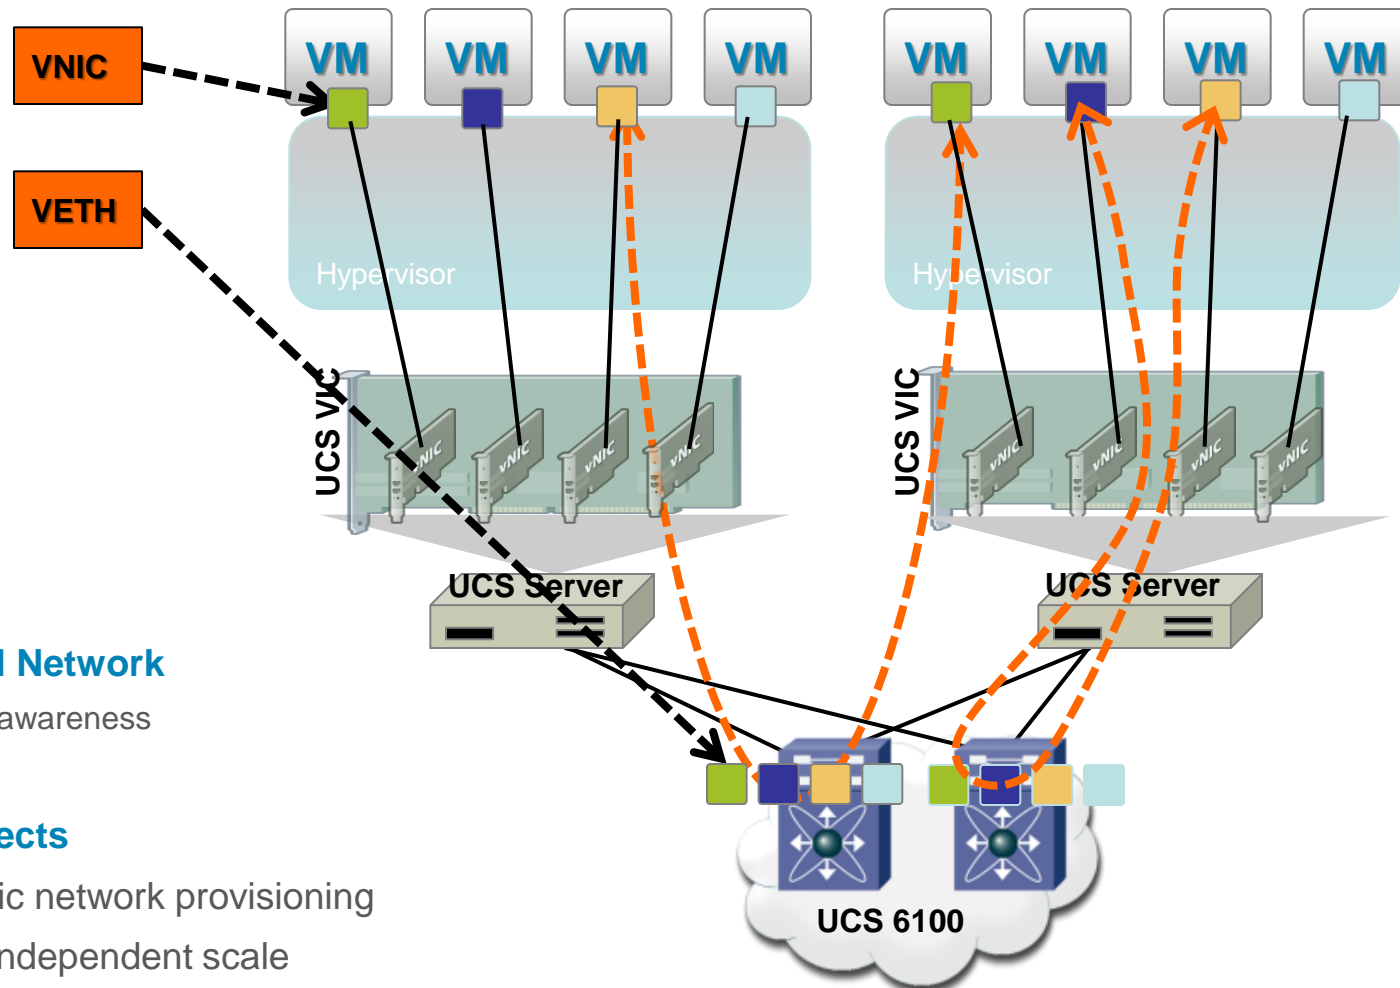 VNIC
VM VM VM VM VM VM VM VM
VETH
Hypervisor Hypervisor
UCS VIC UCS VIC
vNIC vNIC vNIC vNIC vNIC vNIC vNIC vNIC
UCS Server UCS Server
Network
awareness
ects
ic network provisioning
ndependent scale
UCS 6100